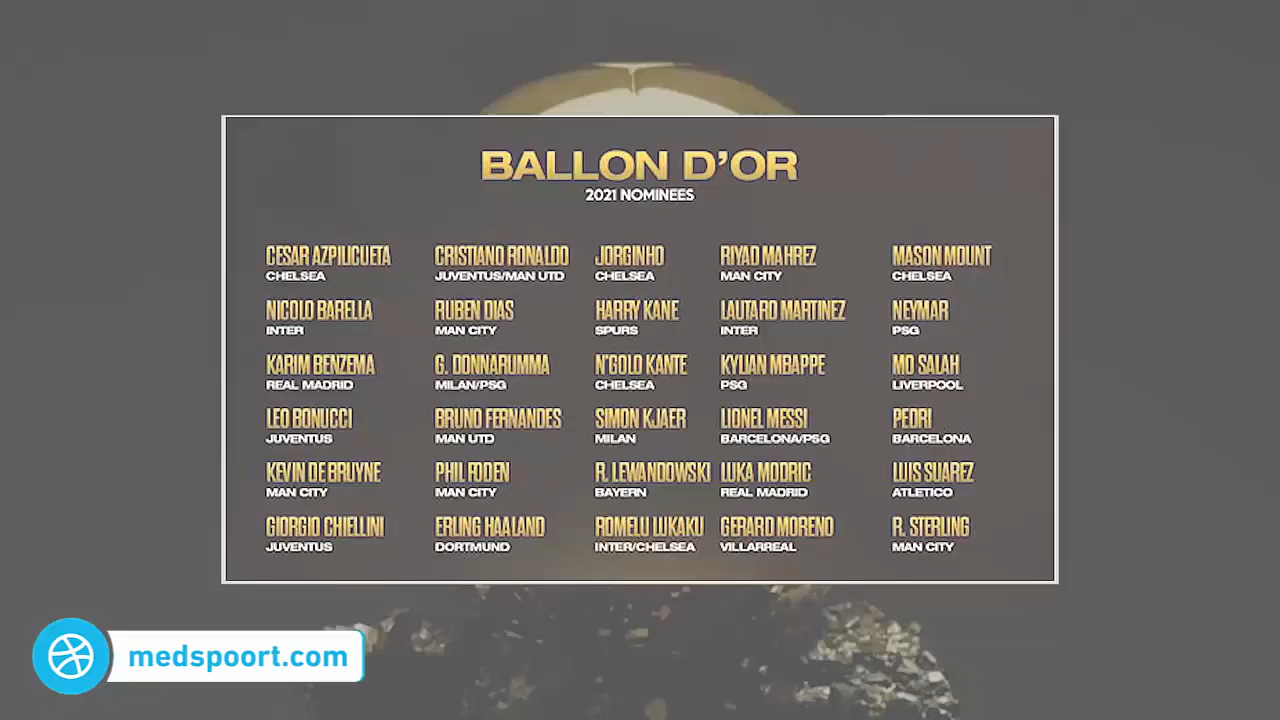 BALLON D'OR
2021 NOMINEES
CESAR AZPILICUETA
CHELSEA
NICOLO BARELLA
INTER
KARIM BENZEMA
REAL MADRID
LEO BONUCCI
JUVENTUS
KEVIN DE BRUYNE
MAN CITY
GIORGIO CHIELLINI
JUVENTUS
CRISTIANO RONALDO
JUVENTUS/MAN UTD
RUBEN DIAS
MAN CITY
G. DONNARUMMA
MILAN/PSG
BRUNO FERNANDES
MAN UTD
PHIL FODEN
MAN CITY
ERLING HAALAND
DORTMUND
JORGINHO
CHELSEA
HARRY KANE
SPURS
N'GOLO KANTE
CHELSEA
SIMON KJAER
MILAN
R. LEWANDOWSKI
BAYERN
ROMELU LUKAKU
INTER/CHELSEA
RIYAD MAHREZ
MAN CITY
LAUTARO MARTINEZ
INTER
KYLIAN MBAPPE
PSG
LIONEL MESSI
BARCELONA/PSG
LUKA MODRIC
REAL MADRID
GERARD MORENO
VILLARREAL
MASON MOUNT
CHELSEA
NEYMAR
PSG
MO SALAH
LIVERPOOL
PEDRI
BARCELONA
LUIS SUAREZ
ATLETICO
R. STERLING
MAN CITY
medspoort.com